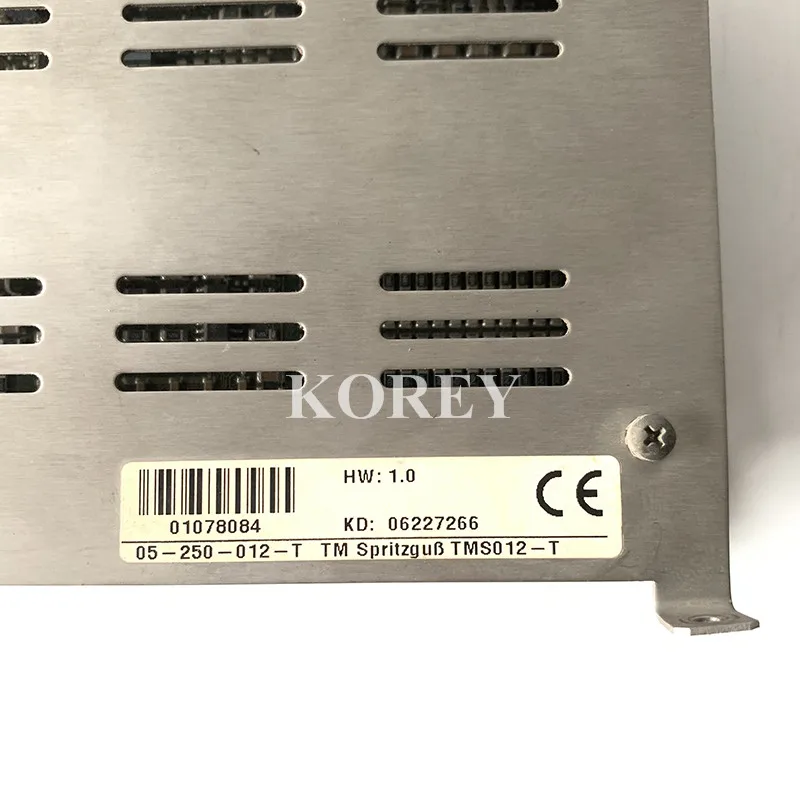 KOREY
HW: 1.0
CE
01078084
KD: 06227266
05-250-012-T TM Spritzguß TMS012-T